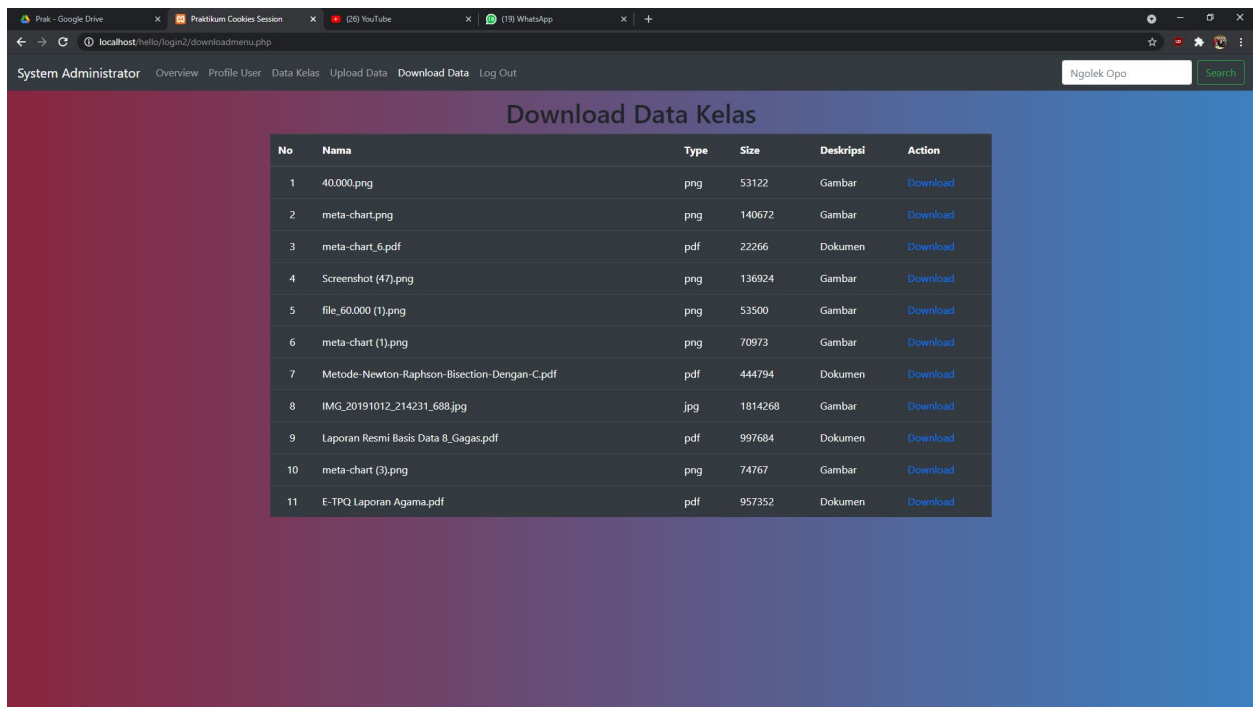 Prak - Google Drive Praktikum Cookies Session (26) YouTube (19) WhatsApp
localhost/hello/login2/downloadmenu.php
System Administrator Overview Profile User Data Kelas Upload Data Download Data Log Out Ngolek Opo Search
Download Data Kelas
No Nama Type Size Deskripsi Action
1 40.000.png png 53122 Gambar Download
2 meta-chart.png png 140672 Gambar Download
3 meta-chart_6.pdf pdf 22266 Dokumen Download
4 Screenshot (47).png png 136924 Gambar Download
5 file_60.000 (1).png png 53500 Gambar Download
6 meta-chart (1).png png 70973 Gambar Download
7 Metode-Newton-Raphson-Bisection-Dengan-C.pdf pdf 444794 Dokumen Download
8 IMG_20191012_214231_688.jpg jpg 1814268 Gambar Download
9 Laporan Resmi Basis Data 8_Gagas.pdf pdf 997684 Dokumen Download
10 meta-chart (3).png png 74767 Gambar Download
11 E-TPQ Laporan Agama.pdf pdf 957352 Dokumen Download